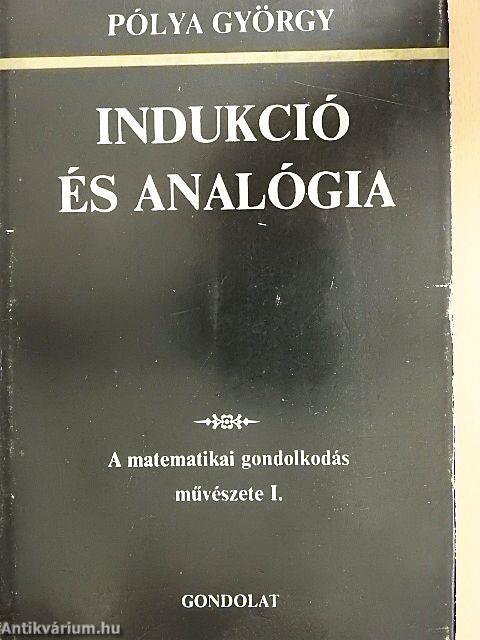 PÓLYA GYÖRGY
INDUKCIÓ
ÉS ANALÓGIA
A matematikai gondolkodás
művészete I.
GONDOLAT
Antikvárium.hu